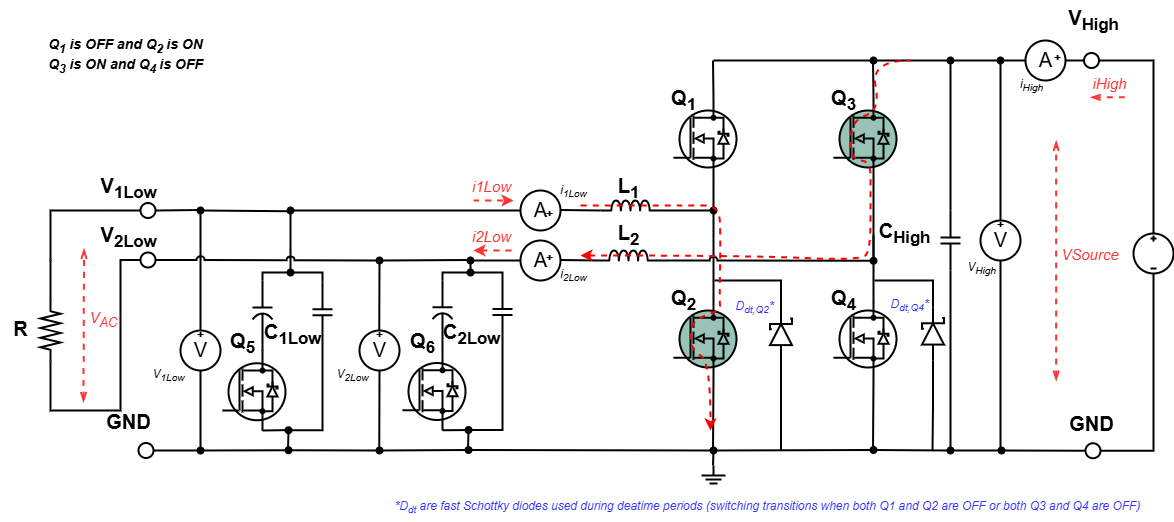 Q1 is OFF and Q2 is ON
Q3 is ON and Q4 is OFF
VHigh
A+
iHigh
iHigh
Q1
Q3
V1Low
i1Low
A+
i1Low
L1
V2Low
i2Low
A+
i2Low
L2
CHigh
+
V
VHigh
VSource
+
-
R
VAC
+
V
V1Low
Q5
C1Low
+
V
V2Low
Q6
C2Low
Q2
Ddt,Q2*
Q4
Ddt,Q4*
GND
GND
*Ddt are fast Schottky diodes used during deatime periods (switching transitions when both Q1 and Q2 are OFF or both Q3 and Q4 are OFF)